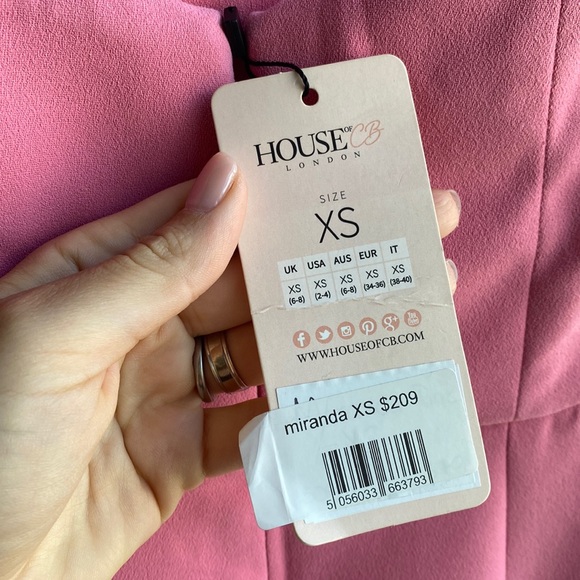 HOUSE OF CB
LONDON
SIZE
XS
UK USA AUS EUR IT
XS XS XS XS XS
(6-8) (2-4) (6-8) (34-36) (38-40)
WWW.HOUSEOFCB.COM
miranda XS $209
5 056033 663793